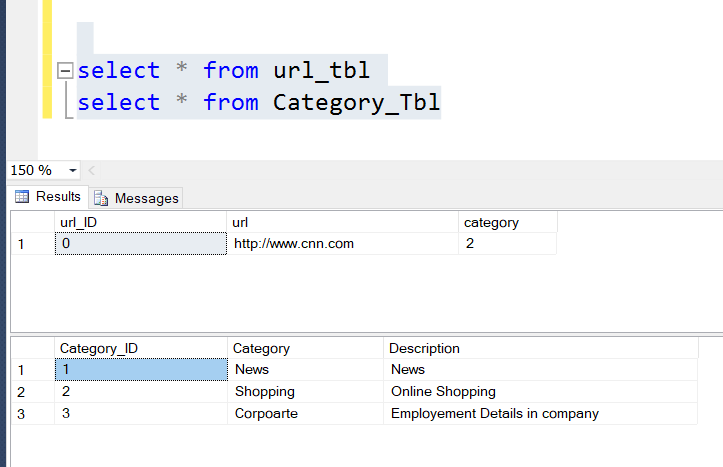 select * from url_tbl
select * from Category_Tbl
150 %
Results Messages
url_ID url category
1 0 http://www.cnn.com 2
Category_ID Category Description
1 1 News News
2 2 Shopping Online Shopping
3 3 Corpoarte Employement Details in company